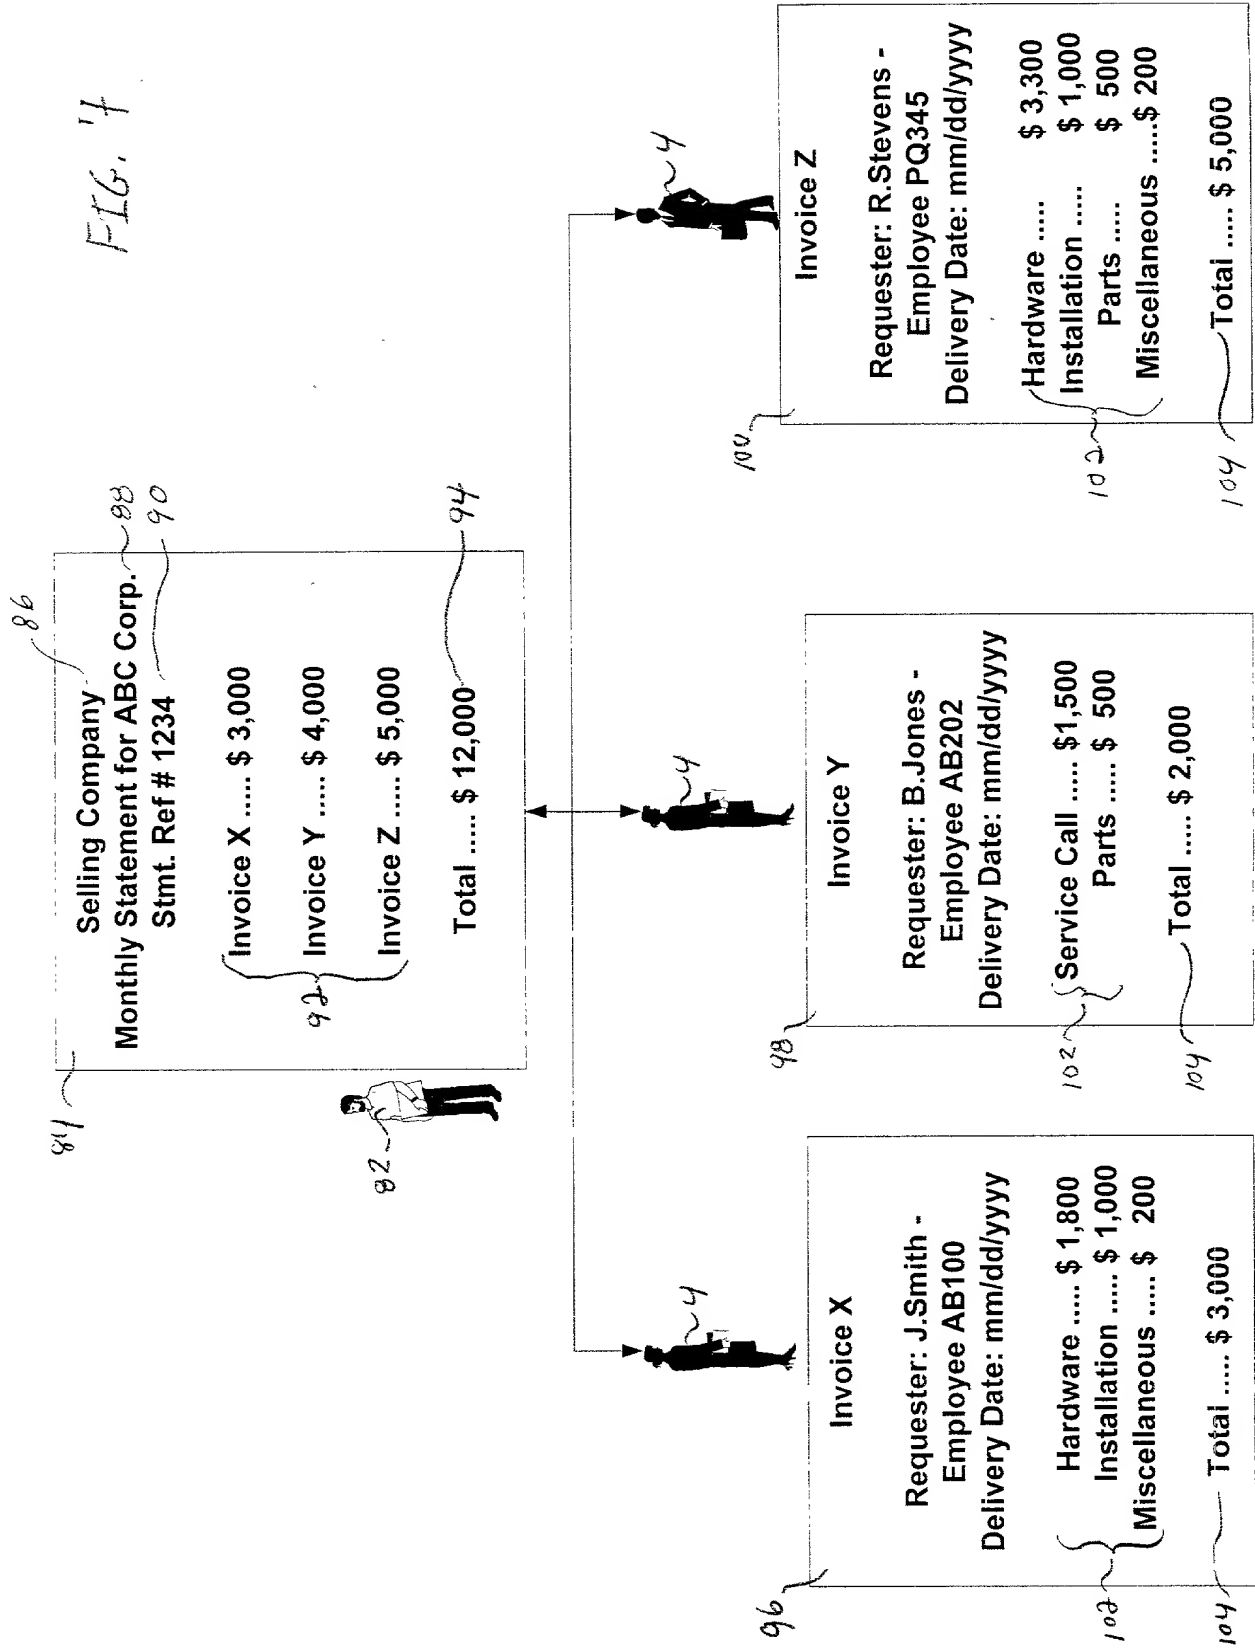 FIG. 4
86
84
Selling Company
Monthly Statement for ABC Corp.
88
Stmt. Ref # 1234
90
Invoice X ..... $ 3,000
Invoice Y ..... $ 4,000
Invoice Z ..... $ 5,000
92
Total ..... $ 12,000
94
82
4
4
4
96
Invoice X
Requester: J.Smith -
Employee AB100
Delivery Date: mm/dd/yyyy
Hardware ..... $ 1,800
Installation ..... $ 1,000
Miscellaneous ..... $ 200
102
Total ..... $ 3,000
104
98
Invoice Y
Requester: B.Jones -
Employee AB202
Delivery Date: mm/dd/yyyy
Service Call ..... $1,500
Parts ..... $ 500
102
Total ..... $ 2,000
104
100
Invoice Z
Requester: R.Stevens -
Employee PQ345
Delivery Date: mm/dd/yyyy
Hardware ..... $ 3,300
Installation ..... $ 1,000
Parts ..... $ 500
Miscellaneous .....$ 200
102
Total ..... $ 5,000
104